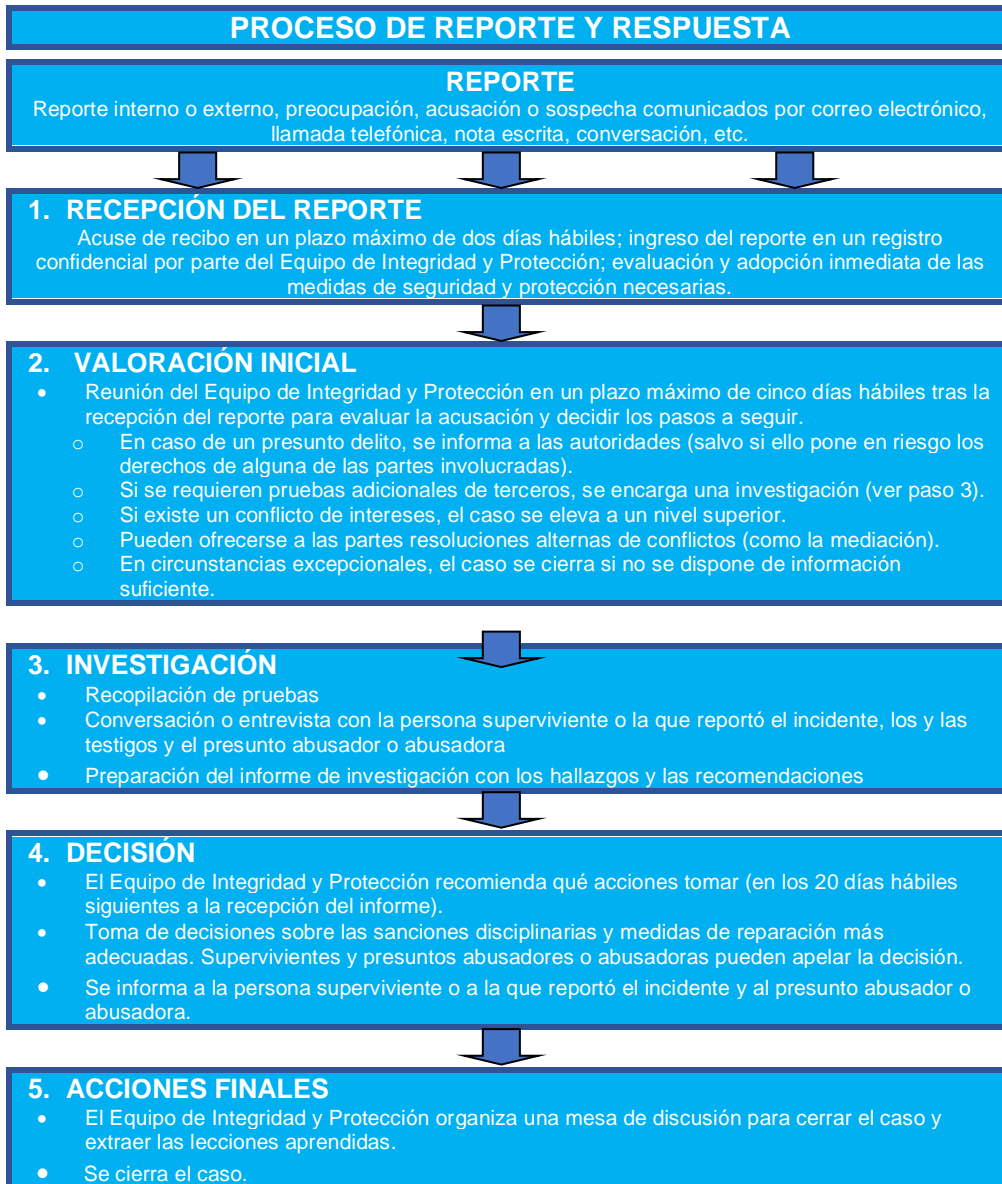 PROCESO DE REPORTE Y RESPUESTA
REPORTE
Reporte interno o externo, preocupación, acusación o sospecha comunicados por correo electrónico,
llamada telefónica, nota escrita, conversación, etc.
1. RECEPCIÓN DEL REPORTE
Acuse de recibo en un plazo máximo de dos días hábiles; ingreso del reporte en un registro
confidencial por parte del Equipo de Integridad y Protección; evaluación y adopción inmediata de las
medidas de seguridad y protección necesarias.
2. VALORACIÓN INICIAL
• Reunión del Equipo de Integridad y Protección en un plazo máximo de cinco días hábiles tras la
recepción del reporte para evaluar la acusación y decidir los pasos a seguir.
o En caso de un presunto delito, se informa a las autoridades (salvo si ello pone en riesgo los
derechos de alguna de las partes involucradas).
o Si se requieren pruebas adicionales de terceros, se encarga una investigación (ver paso 3).
o Si existe un conflicto de intereses, el caso se eleva a un nivel superior.
o Pueden ofrecerse a las partes resoluciones alternas de conflictos (como la mediación).
o En circunstancias excepcionales, el caso se cierra si no se dispone de información
suficiente.
3. INVESTIGACIÓN
• Recopilación de pruebas
• Conversación o entrevista con la persona superviviente o la que reportó el incidente, los y las
testigos y el presunto abusador o abusadora
• Preparación del informe de investigación con los hallazgos y las recomendaciones
4. DECISIÓN
• El Equipo de Integridad y Protección recomienda qué acciones tomar (en los 20 días hábiles
siguientes a la recepción del informe).
• Toma de decisiones sobre las sanciones disciplinarias y medidas de reparación más
adecuadas. Supervivientes y presuntos abusadores o abusadoras pueden apelar la decisión.
• Se informa a la persona superviviente o a la que reportó el incidente y al presunto abusador o
abusadora.
5. ACCIONES FINALES
• El Equipo de Integridad y Protección organiza una mesa de discusión para cerrar el caso y
extraer las lecciones aprendidas.
• Se cierra el caso.